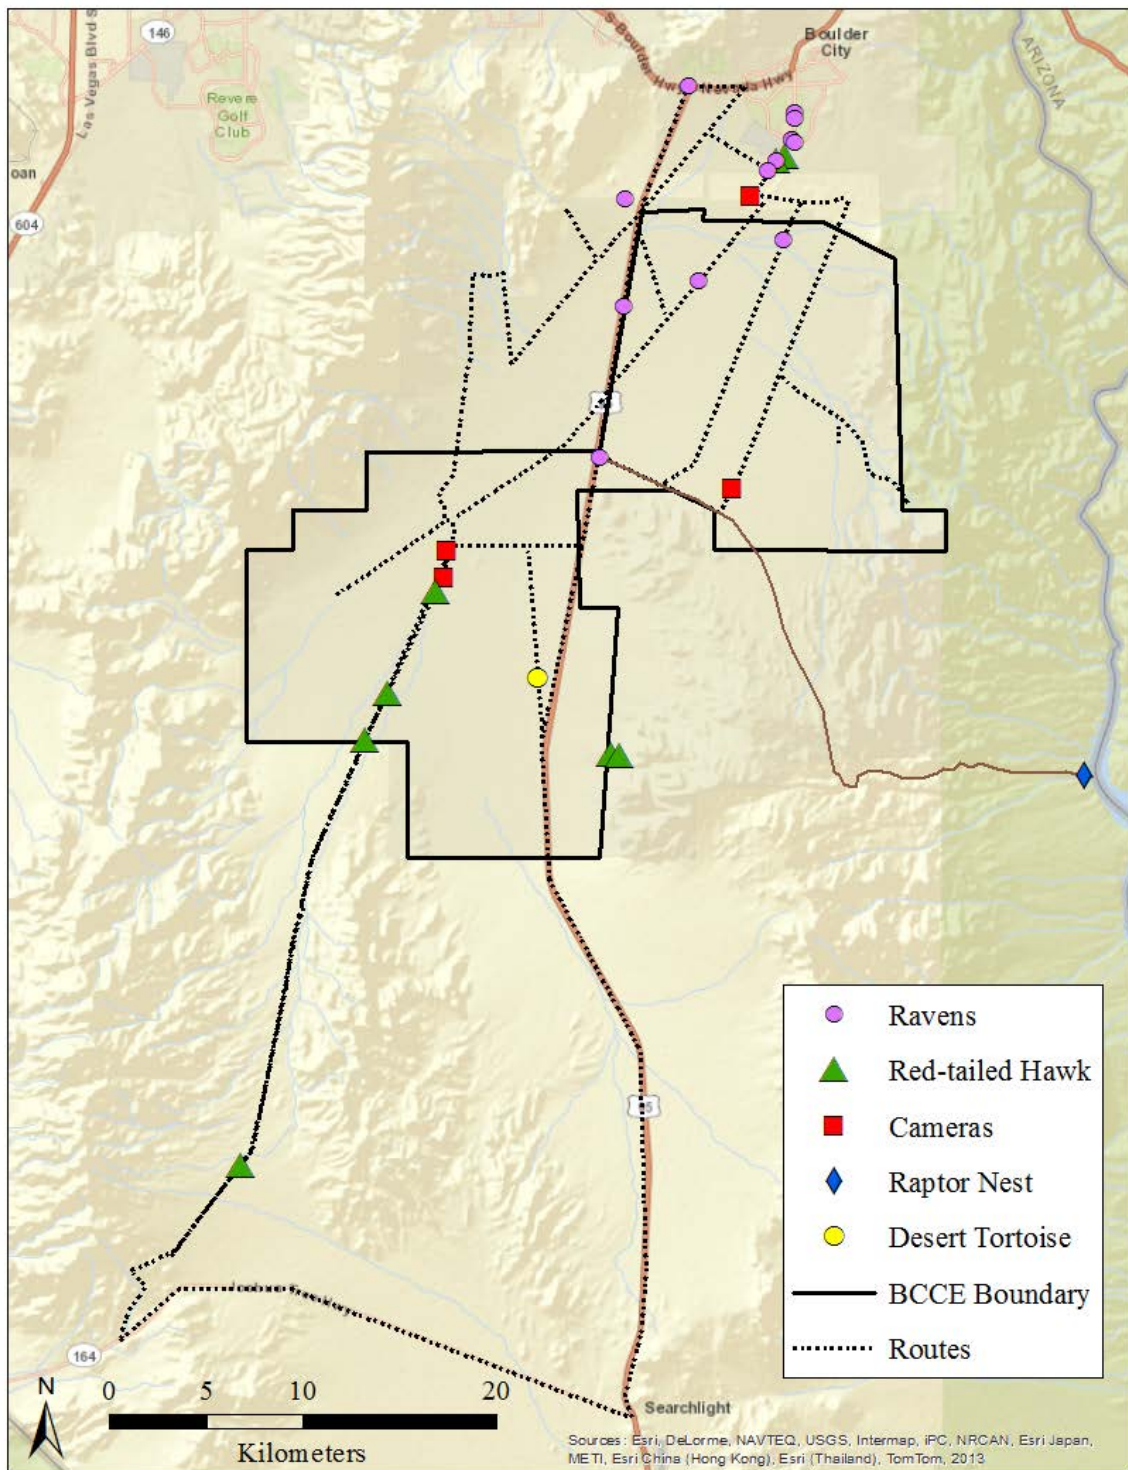 146
Las Vegas Blvd S
S Boulder Hwy
Boulder
City
ARIZONA
Revere
Golf
Club
oan
604
Ravens
Red-tailed Hawk
Cameras
Raptor Nest
Desert Tortoise
BCCE Boundary
Routes
164
N
0 5 10 20
Kilometers
Searchlight
Sources: Esri, DeLorme, NAVTEQ, USGS, Intermap, iPC, NRCAN, Esri Japan,
METI, Esri China (Hong Kong), Esri (Thailand), TomTom, 2013